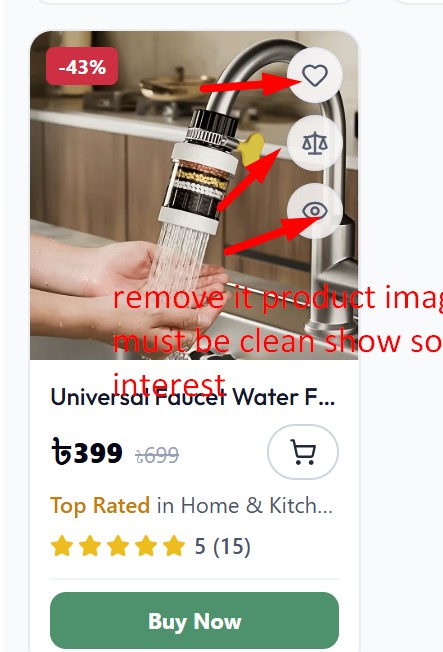 -43%
remove it product imag
must be clean show so
interest
Universal Faucet Water F...
৳399 ৳699
Top Rated in Home & Kitch...
5 (15)
Buy Now